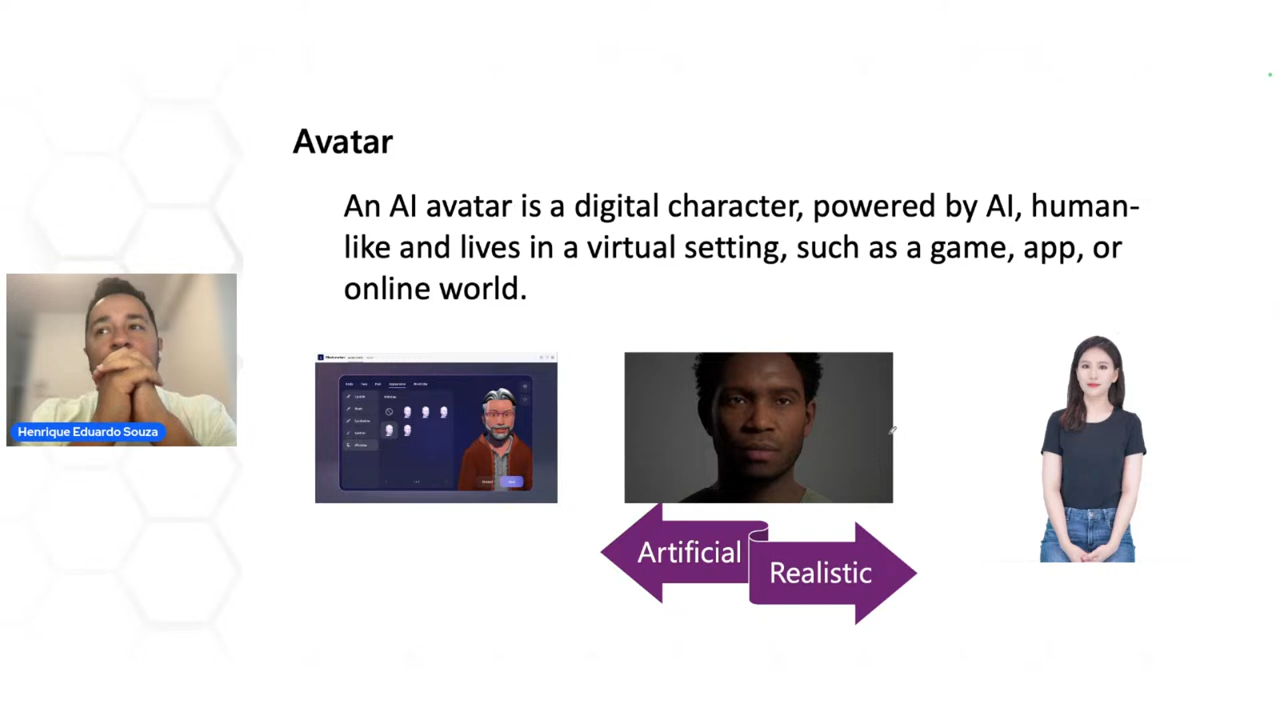 Avatar
An AI avatar is a digital character, powered by AI, human-
like and lives in a virtual setting, such as a game, app, or
online world.
Henrique Eduardo Souza
Artificial
Realistic